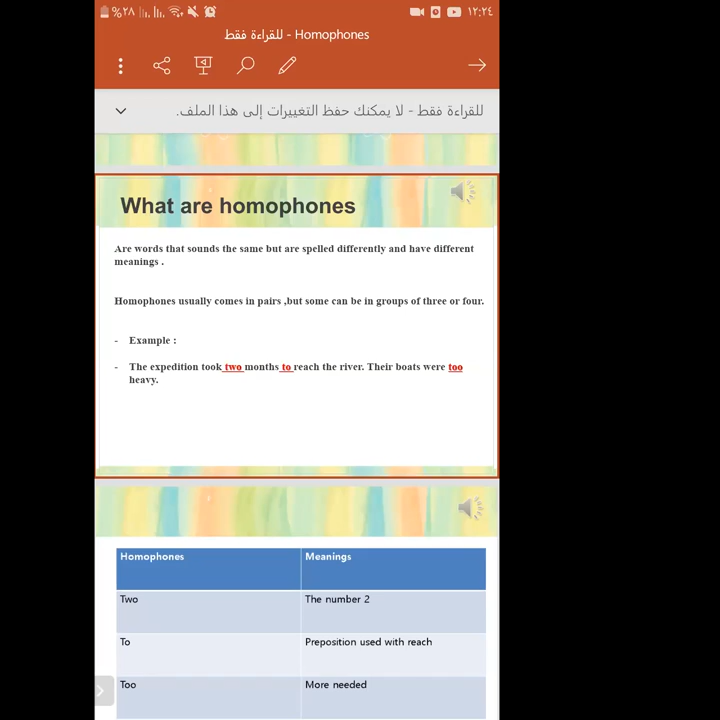 %٢٨ ١٢:٢٤
Homophones - للقراءة فقط
للقراءة فقط - لا يمكنك حفظ التغييرات إلى هذا الملف.
What are homophones
Are words that sounds the same but are spelled differently and have different
meanings .
Homophones usually comes in pairs ,but some can be in groups of three or four.
- Example :
- The expedition took two months to reach the river. Their boats were too
heavy.
Homophones Meanings
Two The number 2
To Preposition used with reach
Too More needed